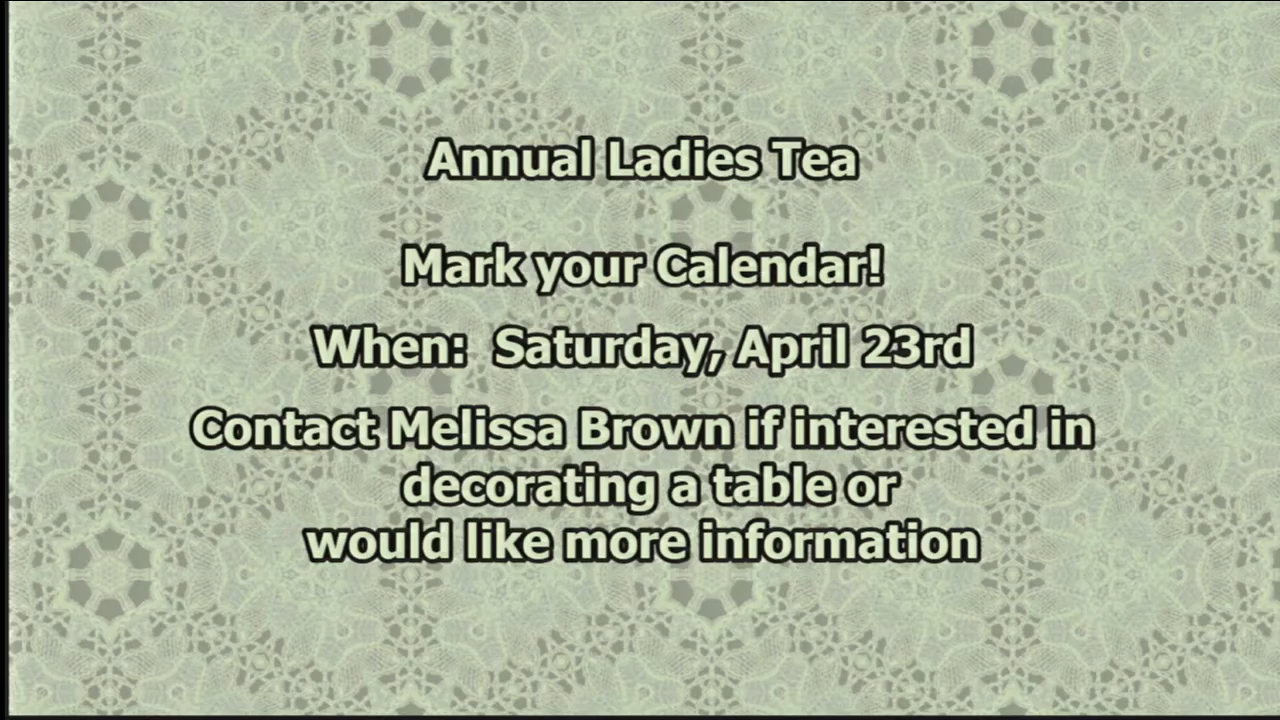 Annual Ladies Tea
Mark your Calendar!
When:  Saturday, April 23rd
Contact Melissa Brown if interested in
decorating a table or
would like more information